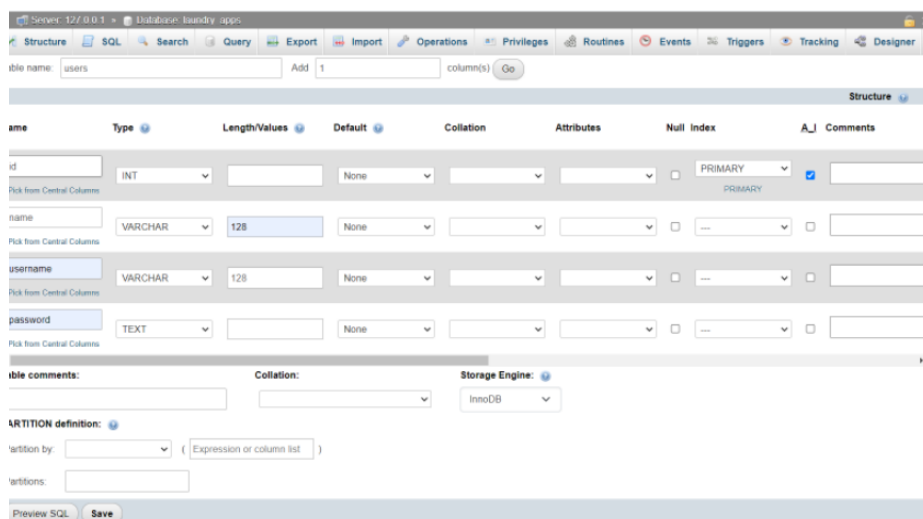 Server: 127.0.0.1 » Database: laundry_apps
Structure SQL Search Query Export Import Operations Privileges Routines Events Triggers Tracking Designer
able name: users Add 1 column(s) Go
Structure
ame Type Length/Values Default Collation Attributes Null Index A_I Comments
id INT None PRIMARY
Pick from Central Columns PRIMARY
name VARCHAR 128 None ---
Pick from Central Columns
username VARCHAR 128 None ---
Pick from Central Columns
password TEXT None ---
Pick from Central Columns
able comments: Collation: Storage Engine:
InnoDB
ARTITION definition:
artition by: ( Expression or column list )
artitions:
Preview SQL Save